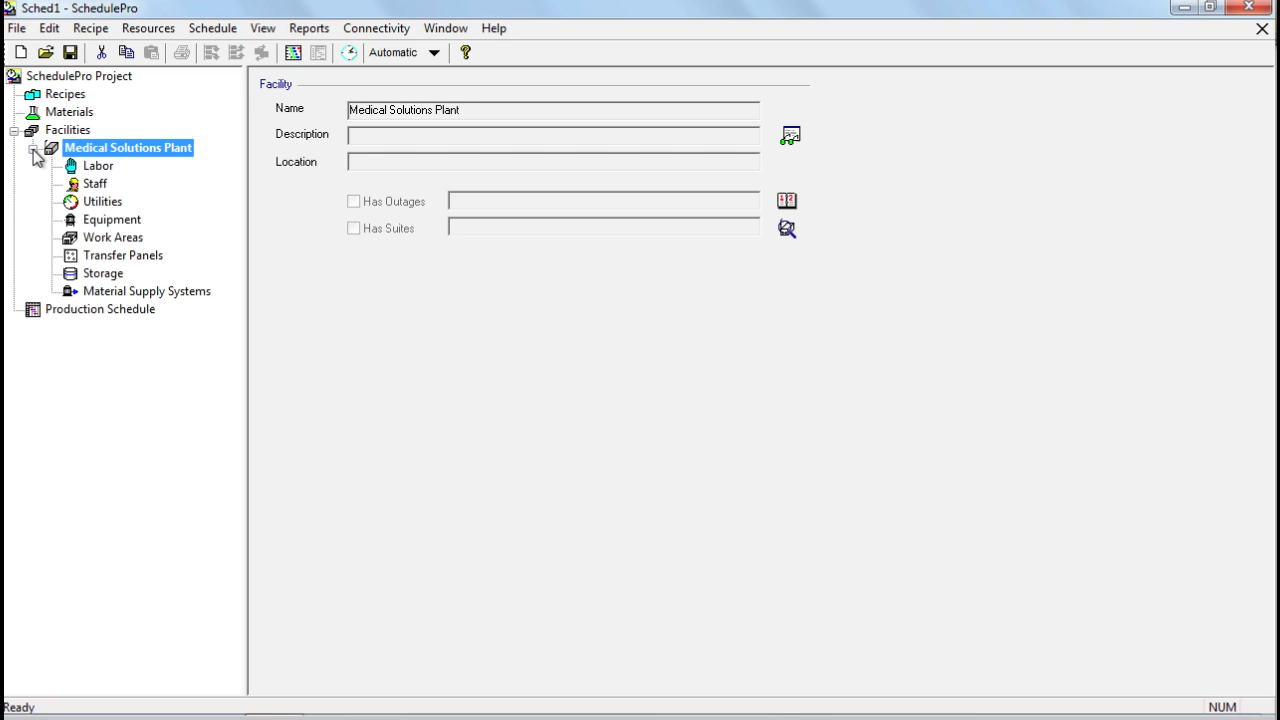 Sched1 - SchedulePro
File Edit Recipe Resources Schedule View Reports Connectivity Window Help
Automatic
SchedulePro Project
Recipes
Materials
Facilities
Medical Solutions Plant
Labor
Staff
Utilities
Equipment
Work Areas
Transfer Panels
Storage
Material Supply Systems
Production Schedule
Facility
Name Medical Solutions Plant
Description
Location
Has Outages
Has Suites
Ready NUM